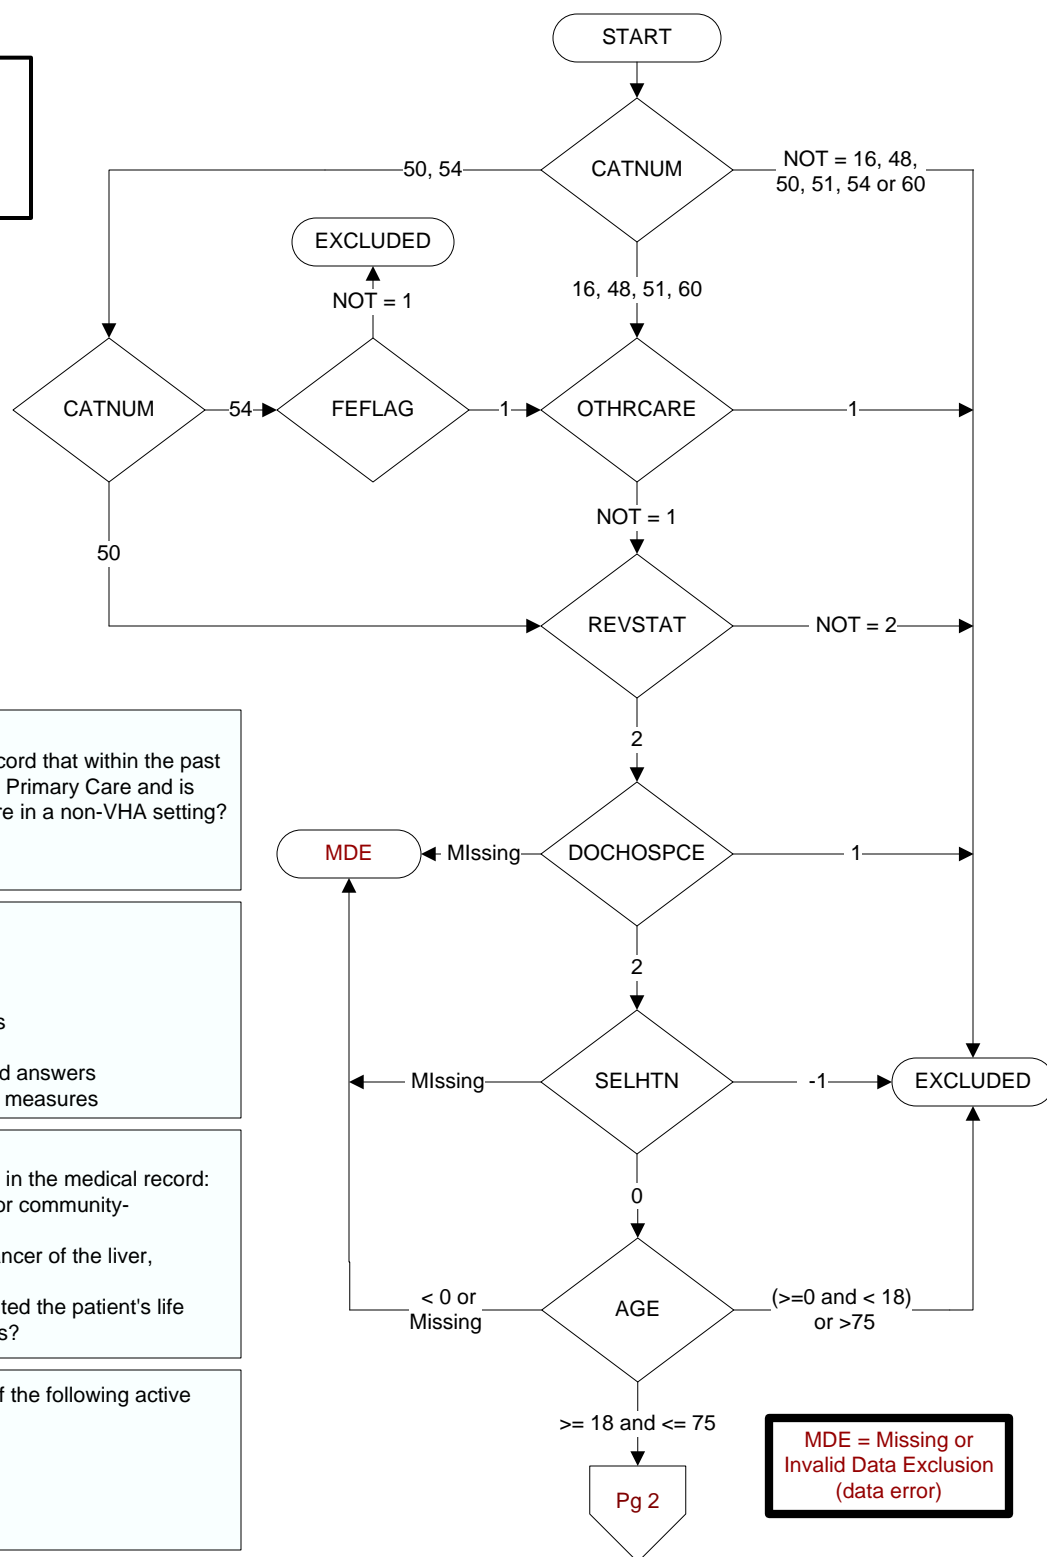 START
CATNUM
50, 54
NOT = 16, 48,
50, 51, 54 or 60
EXCLUDED
NOT = 1
16, 48, 51, 60
CATNUM
54
FEFLAG
1
OTHRCARE
1
NOT = 1
50
REVSTAT
NOT = 2
2
cord that within the past
Primary Care and is
re in a non-VHA setting?
MDE
MIssing
DOCHOSPCE
1
2
s
d answers
measures
MIssing
SELHTN
-1
EXCLUDED
in the medical record:
or community-
ncer of the liver,
ted the patient's life
s?
0
< 0 or
Missing
AGE
(>=0 and < 18)
or >75
f the following active
>= 18 and <= 75
Pg 2
MDE = Missing or
Invalid Data Exclusion
(data error)